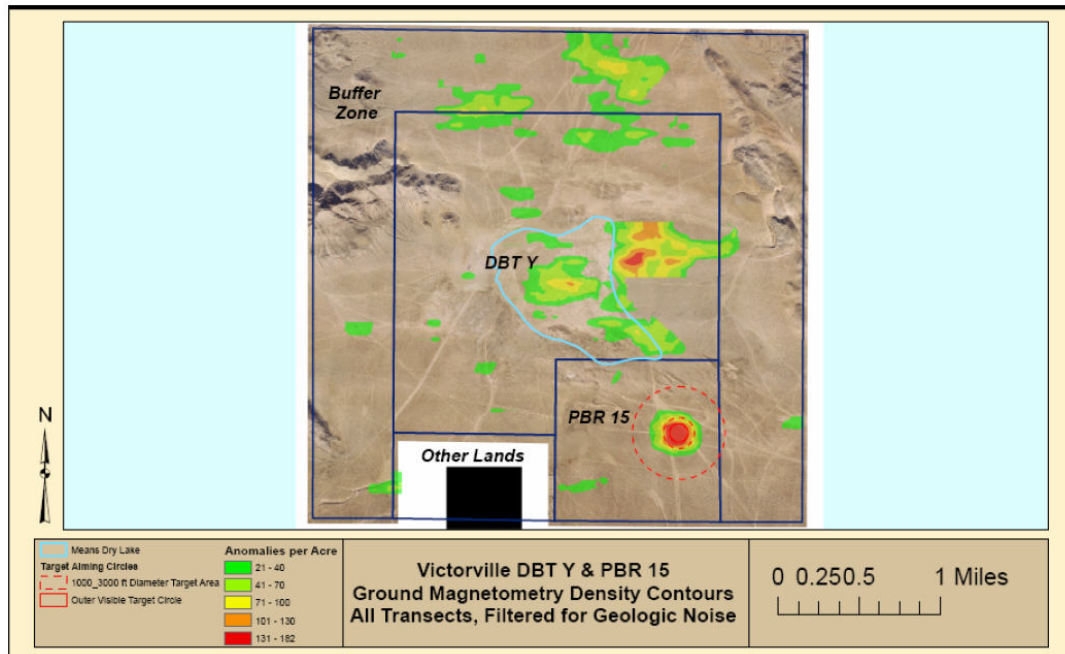 Buffer
Zone
DBT Y
PBR 15
Other Lands
N
Means Dry Lake
Target Aiming Circles
1000_3000 ft Diameter Target Area
Outer Visible Target Circle
Anomalies per Acre
21 - 40
41 - 70
71 - 100
101 - 130
131 - 182
Victorville DBT Y & PBR 15
Ground Magnetometry Density Contours
All Transects, Filtered for Geologic Noise
0 0.250.5 1 Miles